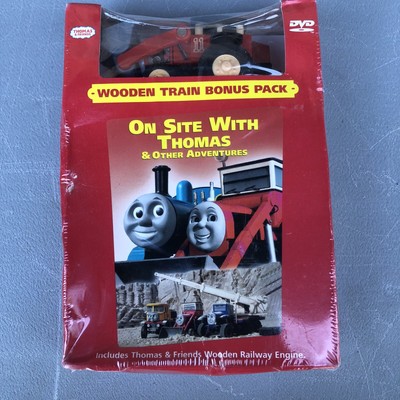 THOMAS & FRIENDS
DVD
11
- WOODEN TRAIN BONUS PACK -
ON SITE WITH
THOMAS
& OTHER ADVENTURES
Includes Thomas & Friends Wooden Railway Engine.